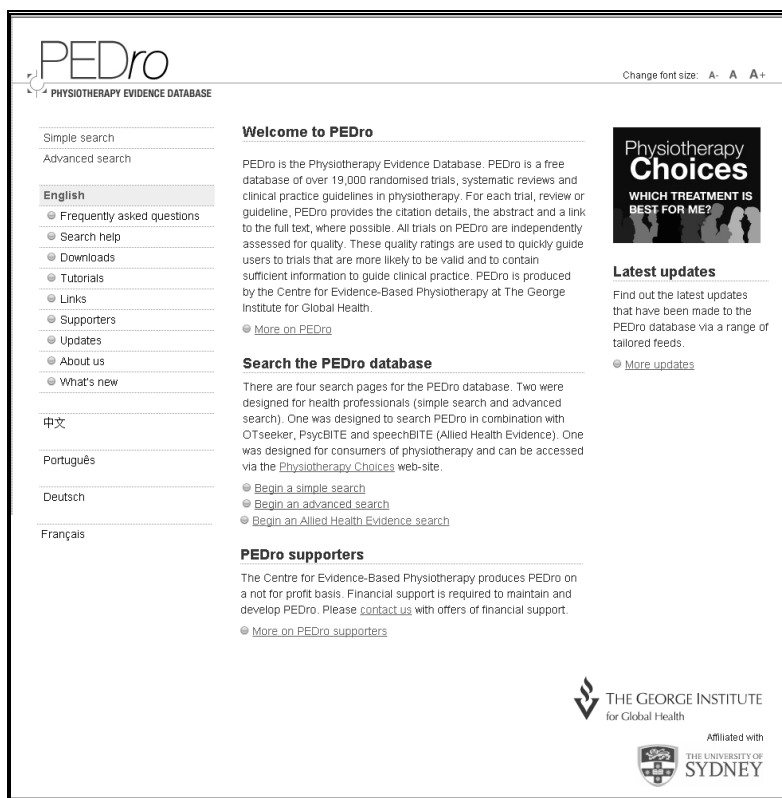 PEDro
PHYSIOTHERAPY EVIDENCE DATABASE
Change font size: A- A A+
Simple search
Advanced search
English
Frequently asked questions
Search help
Downloads
Tutorials
Links
Supporters
Updates
About us
What's new
中文
Português
Deutsch
Français
Welcome to PEDro
PEDro is the Physiotherapy Evidence Database. PEDro is a free
database of over 19,000 randomised trials, systematic reviews and
clinical practice guidelines in physiotherapy. For each trial, review or
guideline, PEDro provides the citation details, the abstract and a link
to the full text, where possible. All trials on PEDro are independently
assessed for quality. These quality ratings are used to quickly guide
users to trials that are more likely to be valid and to contain
sufficient information to guide clinical practice. PEDro is produced
by the Centre for Evidence-Based Physiotherapy at The George
Institute for Global Health.
More on PEDro
Search the PEDro database
There are four search pages for the PEDro database. Two were
designed for health professionals (simple search and advanced
search). One was designed to search PEDro in combination with
OTseeker, PsycBITE and speechBITE (Allied Health Evidence). One
was designed for consumers of physiotherapy and can be accessed
via the Physiotherapy Choices web-site.
Begin a simple search
Begin an advanced search
Begin an Allied Health Evidence search
PEDro supporters
The Centre for Evidence-Based Physiotherapy produces PEDro on
a not for profit basis. Financial support is required to maintain and
develop PEDro. Please contact us with offers of financial support.
More on PEDro supporters
Physiotherapy
Choices
WHICH TREATMENT IS
BEST FOR ME?
Latest updates
Find out the latest updates
that have been made to the
PEDro database via a range of
tailored feeds.
More updates
THE GEORGE INSTITUTE
for Global Health
Affiliated with
THE UNIVERSITY OF
SYDNEY